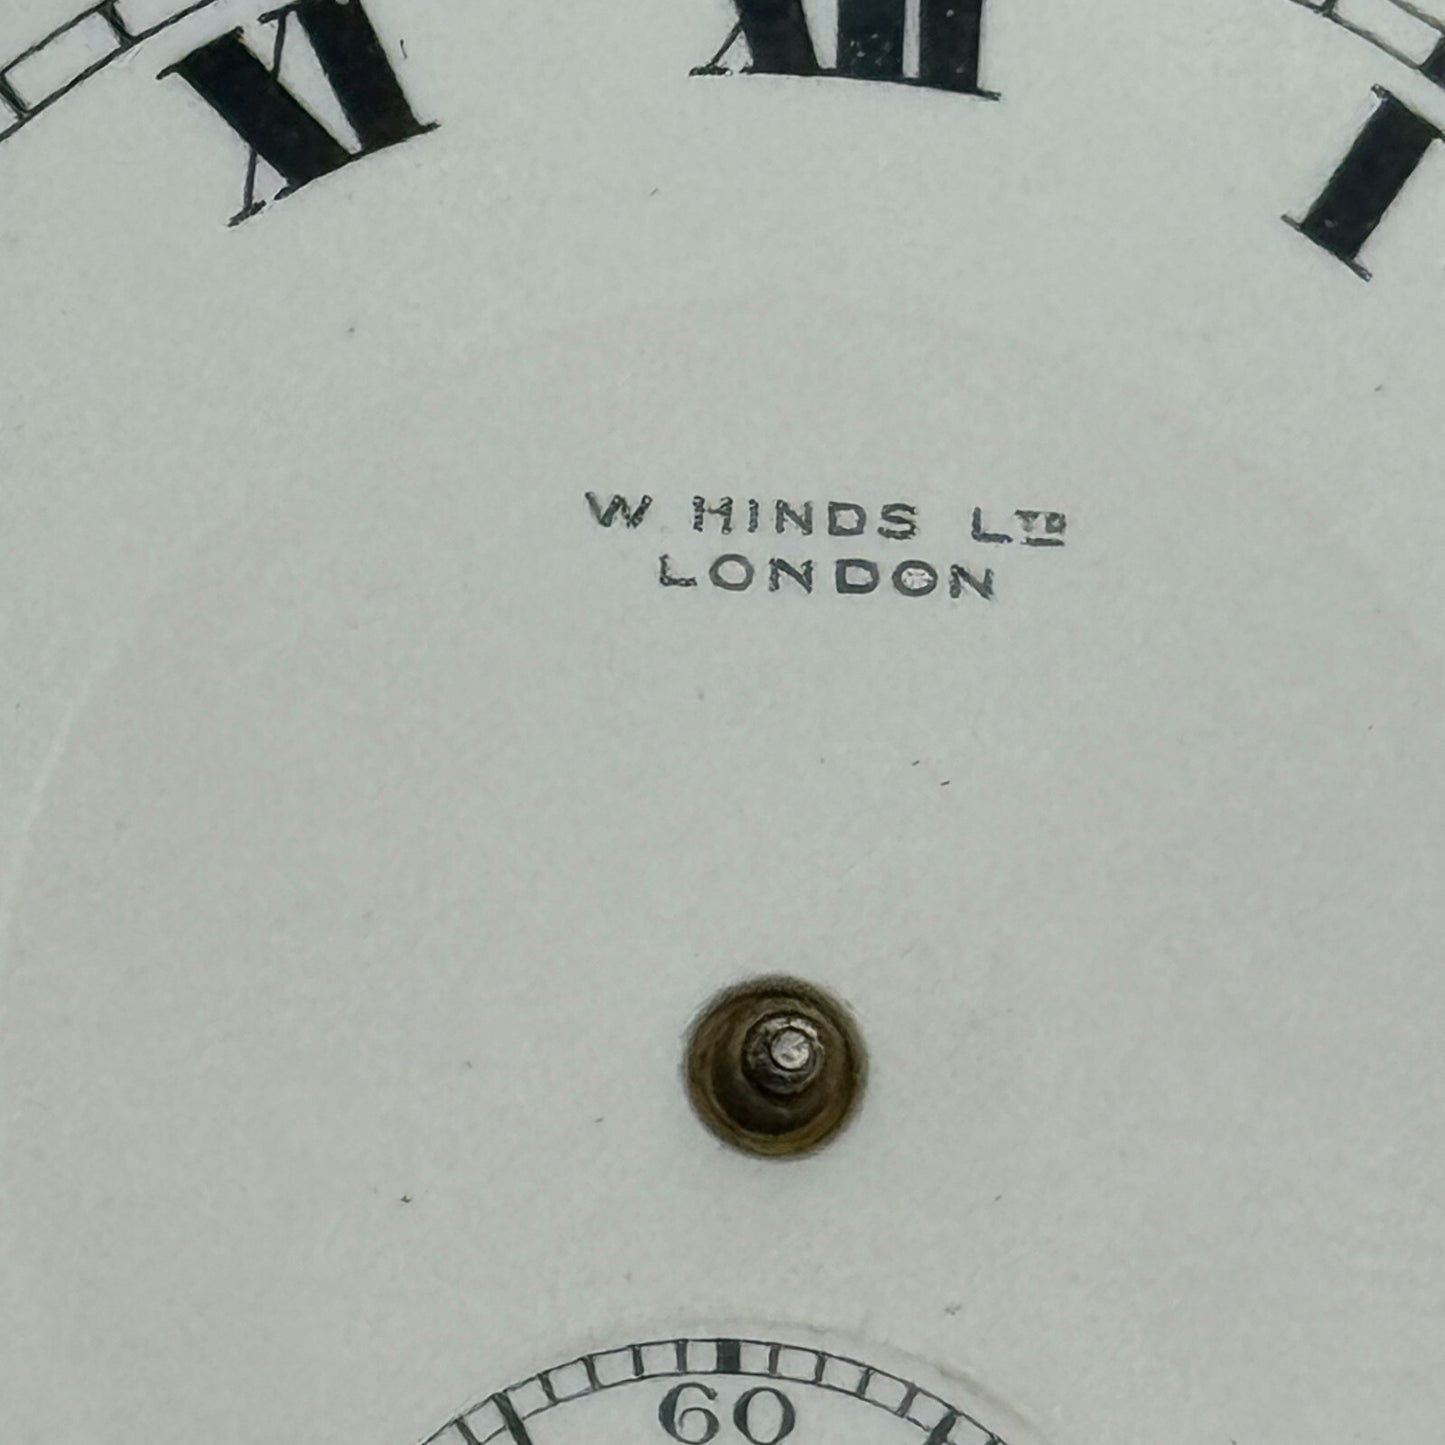 XI XII I
W HINDS LTD
LONDON
60